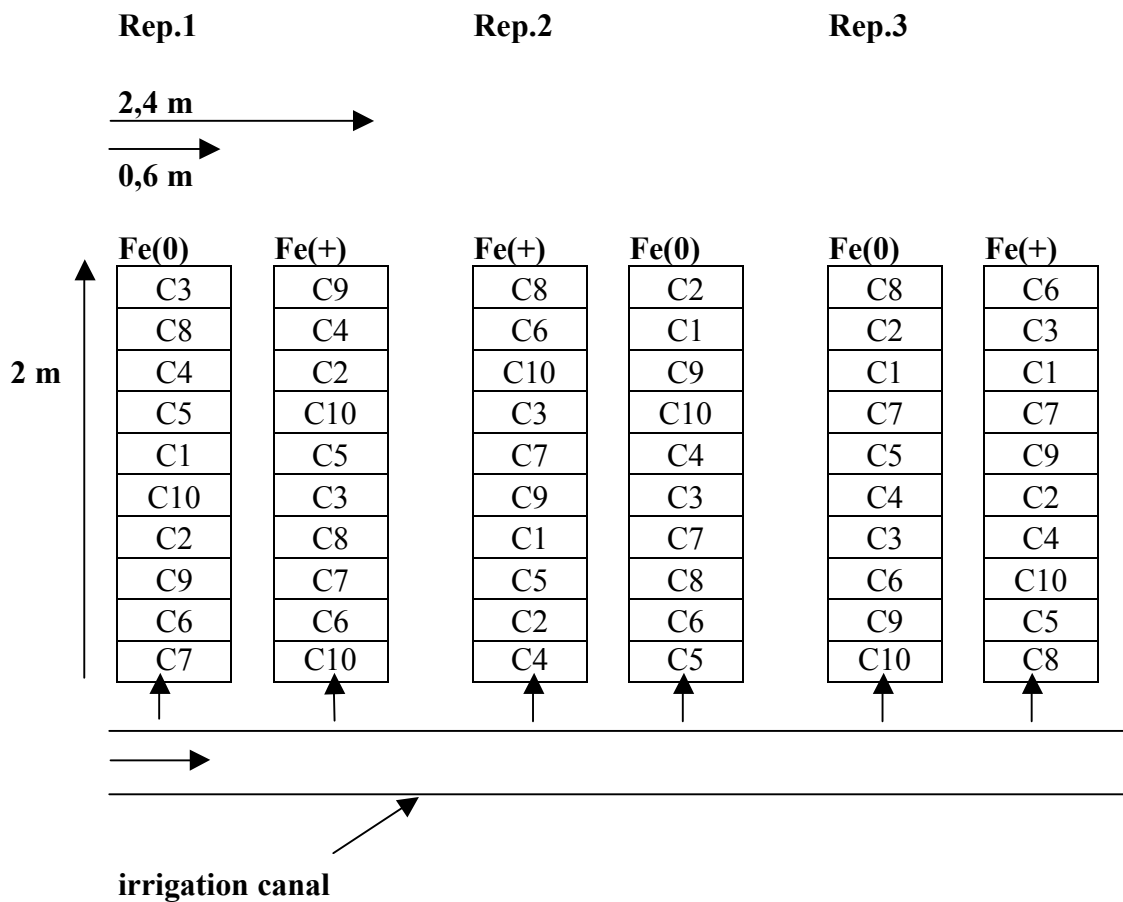 Rep.1 Rep.2 Rep.3
2,4 m
0,6 m
Fe(0) Fe(+) Fe(+) Fe(0) Fe(0) Fe(+)
C3 C9 C8 C2 C8 C6
C8 C4 C6 C1 C2 C3
2 m C4 C2 C10 C9 C1 C1
C5 C10 C3 C10 C7 C7
C1 C5 C7 C4 C5 C9
C10 C3 C9 C3 C4 C2
C2 C8 C1 C7 C3 C4
C9 C7 C5 C8 C6 C10
C6 C6 C2 C6 C9 C5
C7 C10 C4 C5 C10 C8
irrigation canal